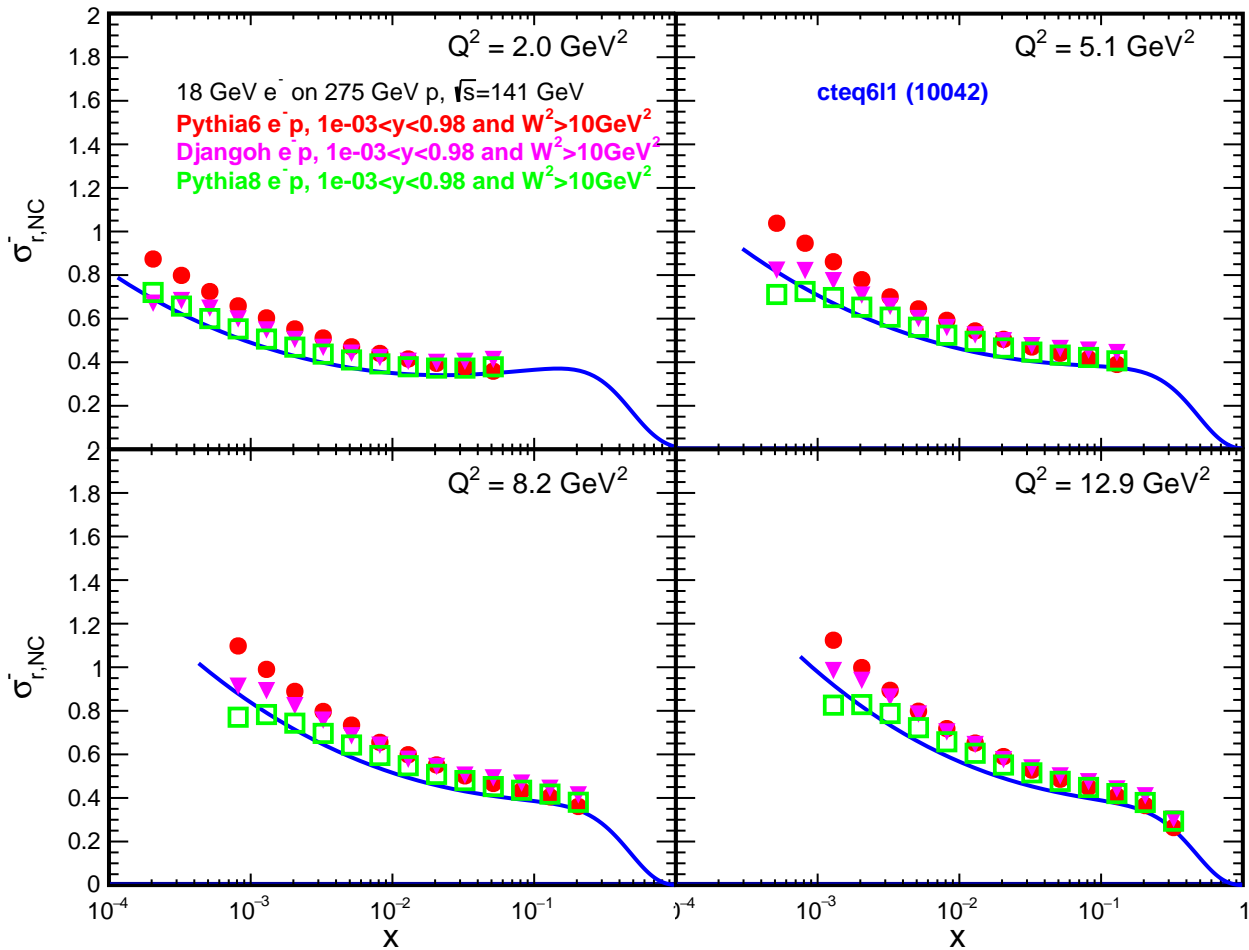 Q² = 2.0 GeV²
18 GeV e⁻ on 275 GeV p, √s=141 GeV
Pythia6 e⁻p, 1e-03<y<0.98 and W²>10GeV²
Djangoh e⁻p, 1e-03<y<0.98 and W²>10GeV²
Pythia8 e⁻p, 1e-03<y<0.98 and W²>10GeV²
2
1.8
1.6
1.4
1.2
1
0.8
0.6
0.4
0.2
σ⁻r,NC
Q² = 5.1 GeV²
cteq6l1 (10042)
Q² = 8.2 GeV²
2
1.8
1.6
1.4
1.2
1
0.8
0.6
0.4
0.2
0
σ⁻r,NC
10⁻⁴ 10⁻³ 10⁻² 10⁻¹
x
Q² = 12.9 GeV²
0⁻⁴ 10⁻³ 10⁻² 10⁻¹ 1
x